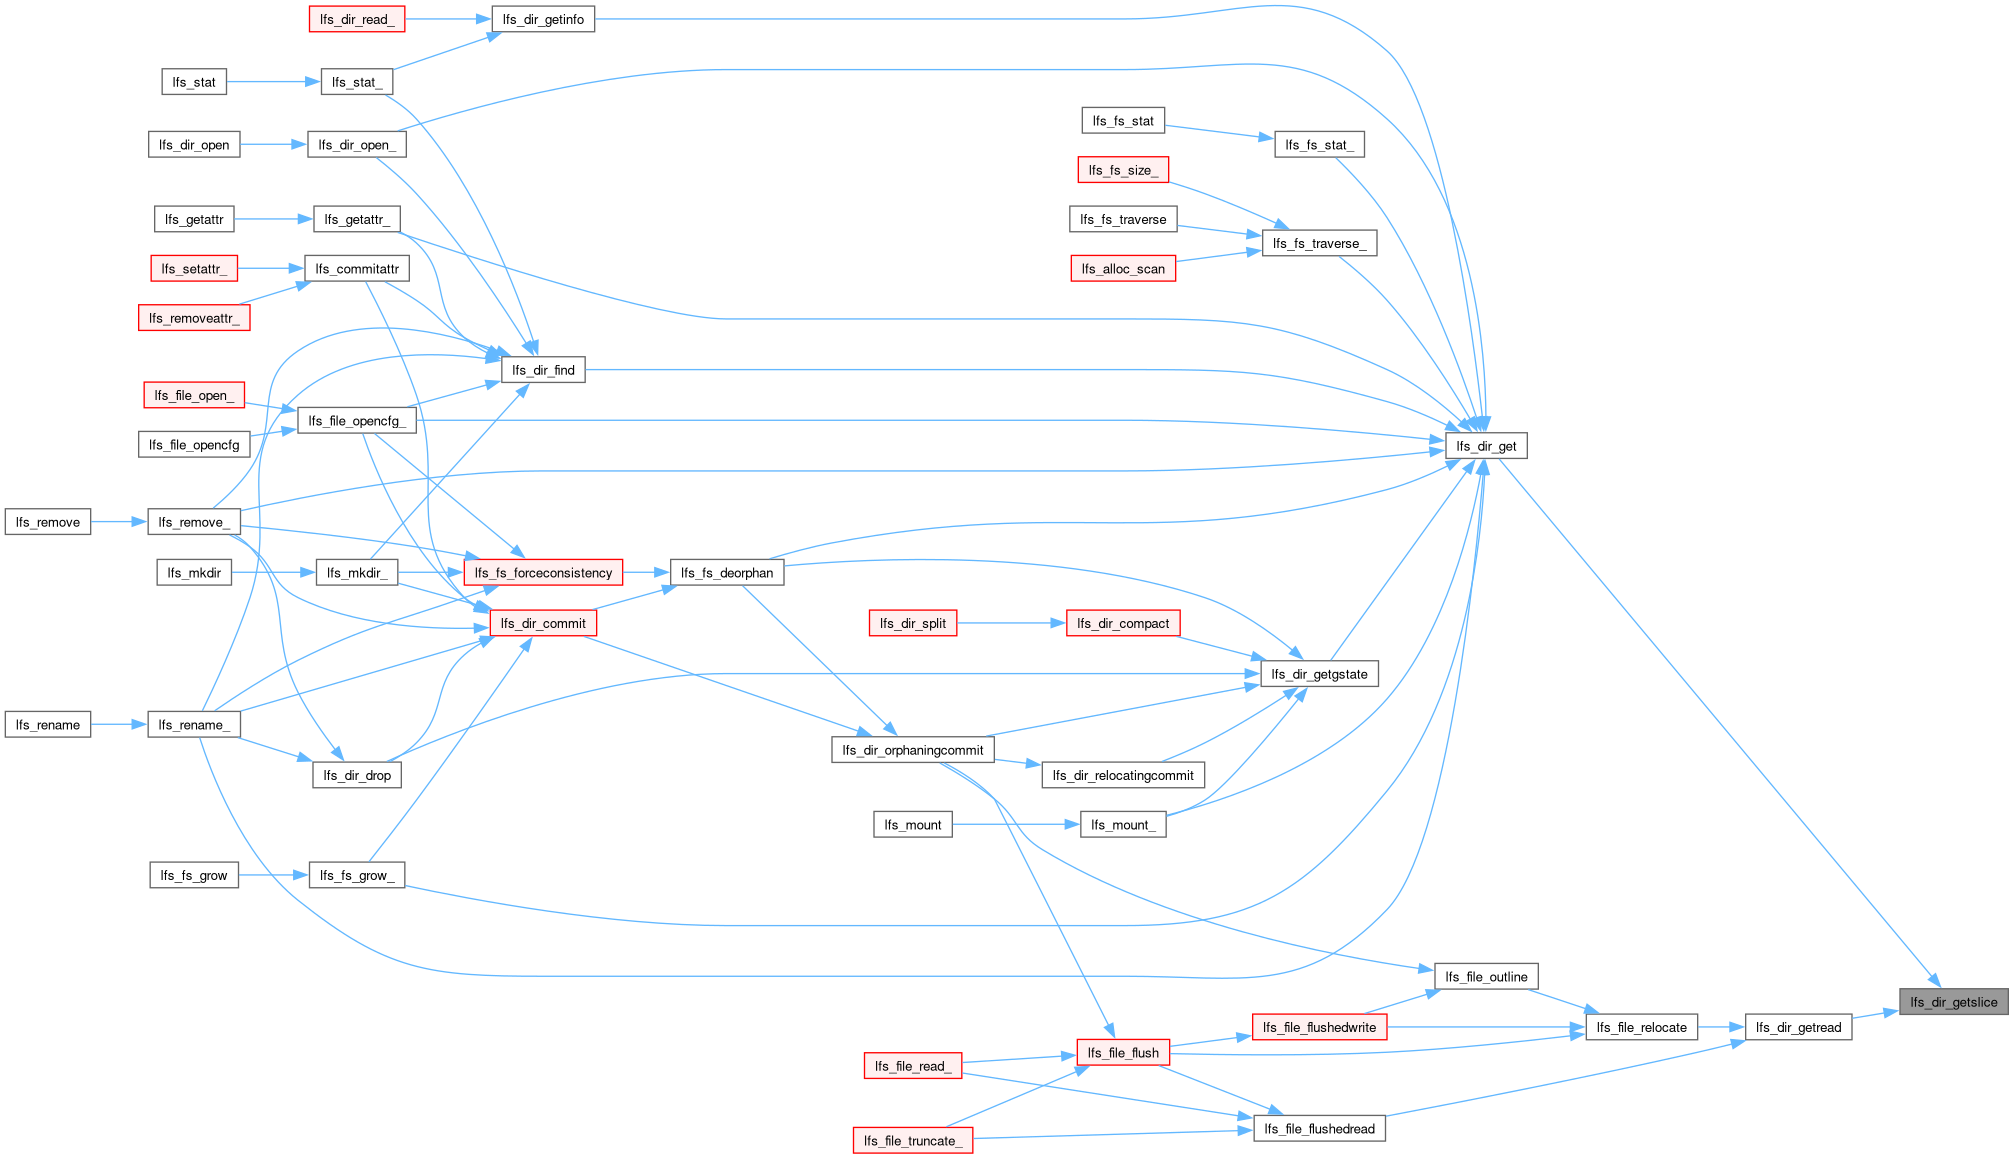 lfs_dir_read_
lfs_dir_getinfo
lfs_stat
lfs_stat_
lfs_fs_stat
lfs_dir_open
lfs_dir_open_
lfs_fs_stat_
lfs_fs_size_
lfs_getattr
lfs_getattr_
lfs_fs_traverse
lfs_fs_traverse_
lfs_setattr_
lfs_commitattr
lfs_alloc_scan
lfs_removeattr_
lfs_dir_find
lfs_file_open_
lfs_file_opencfg_
lfs_file_opencfg
lfs_dir_get
lfs_remove
lfs_remove_
lfs_mkdir
lfs_mkdir_
lfs_fs_forceconsistency
lfs_fs_deorphan
lfs_dir_commit
lfs_dir_split
lfs_dir_compact
lfs_dir_getgstate
lfs_rename
lfs_rename_
lfs_dir_orphaningcommit
lfs_dir_drop
lfs_dir_relocatingcommit
lfs_mount
lfs_mount_
lfs_fs_grow
lfs_fs_grow_
lfs_file_outline
lfs_dir_getslice
lfs_file_flushedwrite
lfs_file_relocate
lfs_dir_getread
lfs_file_flush
lfs_file_read_
lfs_file_flushedread
lfs_file_truncate_